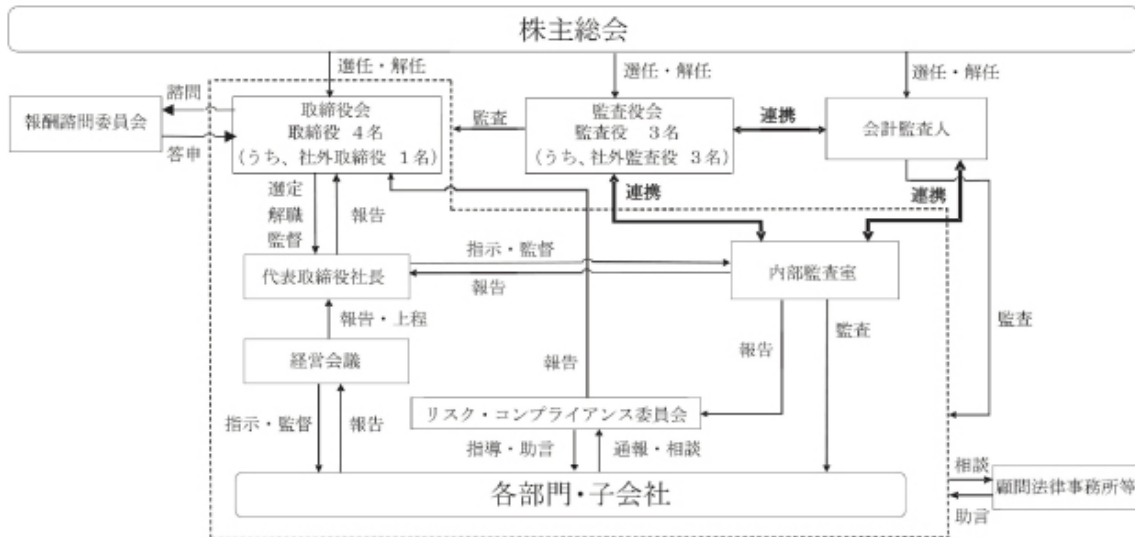 株主総会
選任・解任
選任・解任
選任・解任
諮問
報酬諮問委員会
答申
取締役会
取締役 4名
(うち、社外取締役 1名)
監査
監査役会
監査役 3名
(うち、社外監査役 3名)
連携
会計監査人
選定
解職
監督
報告
連携
連携
指示・監督
代表取締役社長
報告
内部監査室
報告・上程
監査
経営会議
報告
報告
監査
指示・監督
報告
リスク・コンプライアンス委員会
指導・助言
通報・相談
各部門・子会社
相談
顧問法律事務所等
助言